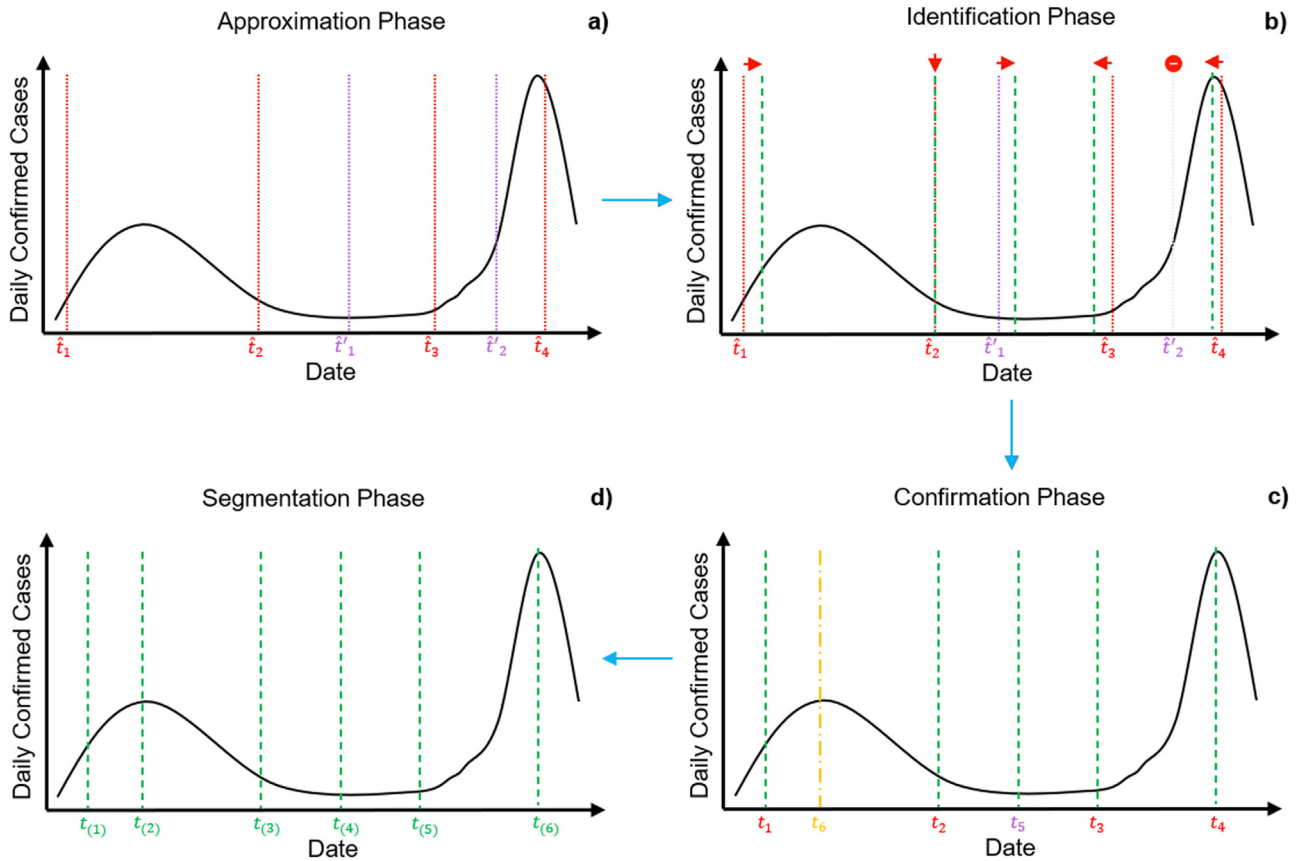 Approximation Phase
a)
Daily Confirmed Cases
t̂₁ t̂₂ t̂'₁ t̂₃ t̂'₂ t̂₄
Date
Identification Phase
b)
Daily Confirmed Cases
t̂₁ t̂₂ t̂'₁ t̂₃ t̂'₂ t̂₄
Date
Segmentation Phase
d)
Daily Confirmed Cases
t₍₁₎ t₍₂₎ t₍₃₎ t₍₄₎ t₍₅₎ t₍₆₎
Date
Confirmation Phase
c)
Daily Confirmed Cases
t₁ t₆ t₂ t₅ t₃ t₄
Date